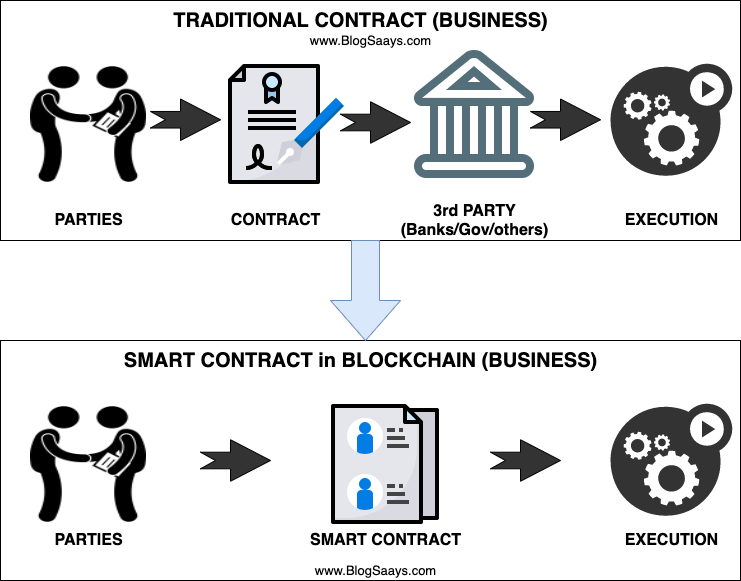 TRADITIONAL CONTRACT (BUSINESS)
www.BlogSaays.com
PARTIES
CONTRACT
3rd PARTY
(Banks/Gov/others)
EXECUTION
SMART CONTRACT in BLOCKCHAIN (BUSINESS)
PARTIES
SMART CONTRACT
EXECUTION
www.BlogSaays.com